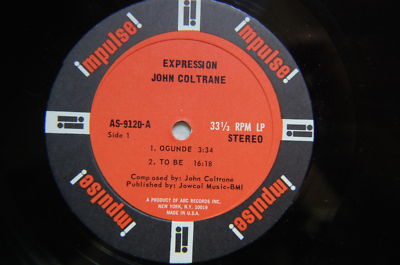 impulse!
impulse!
impulse!
impulse!
EXPRESSION
JOHN COLTRANE
AS-9120-A
Side 1
33⅓ RPM LP
STEREO
1. OGUNDE 3:34
2. TO BE 16:18
Composed by: John Coltrane
Published by: Jowcol Music-BMI
A PRODUCT OF ABC RECORDS INC.
NEW YORK, N.Y. 10019
MADE IN U.S.A.